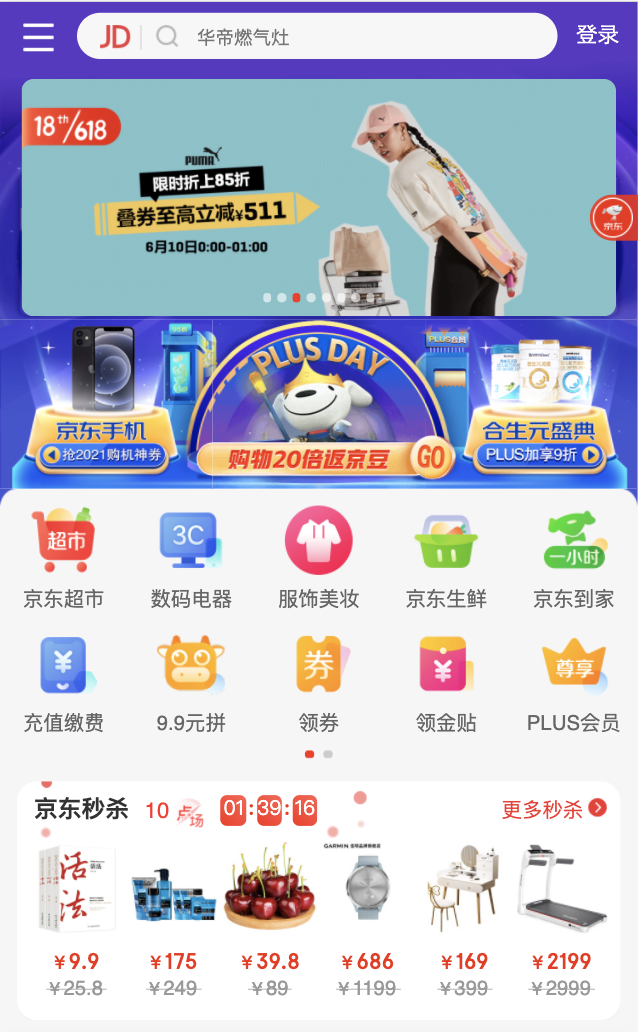 JD
华帝燃气灶
登录
18th/618
PUMA
限时折上85折
叠券至高立减¥511
6月10日0:00-01:00
京东
PLUS DAY
PLUS会员
京东手机
抢2021购机神券
购物20倍返京豆
GO
合生元盛典
PLUS加享9折
超市
3C
一小时
京东超市
数码电器
服饰美妆
京东生鲜
京东到家
¥
券
¥
尊享
充值缴费
9.9元拼
领券
领金贴
PLUS会员
京东秒杀
10点场
01:39:16
更多秒杀
活法
GARMIN
¥9.9
¥175
¥39.8
¥686
¥169
¥2199
¥25.8
¥249
¥89
¥1199
¥399
¥2999